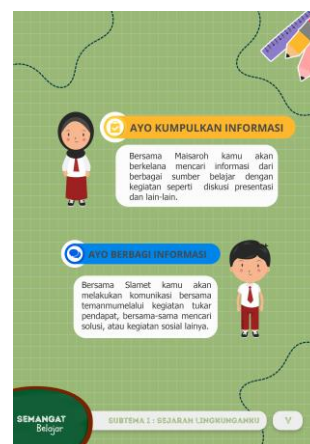 AYO KUMPULKAN INFORMASI
Bersama Maisaroh kamu akan
berkelana mencari informasi dari
berbagai sumber belajar dengan
kegiatan seperti diskusi presentasi
dan lain-lain.
AYO BERBAGI INFORMASI
Bersama Slamet kamu akan
melakukan komunikasi bersama
temanmumelalui kegiatan tukar
pendapat, bersama-sama mencari
solusi, atau kegiatan sosial lainya.
SEMANGAT
Belajar
SUBTEMA 1 : SEJARAH LINGKUNGANKU
V